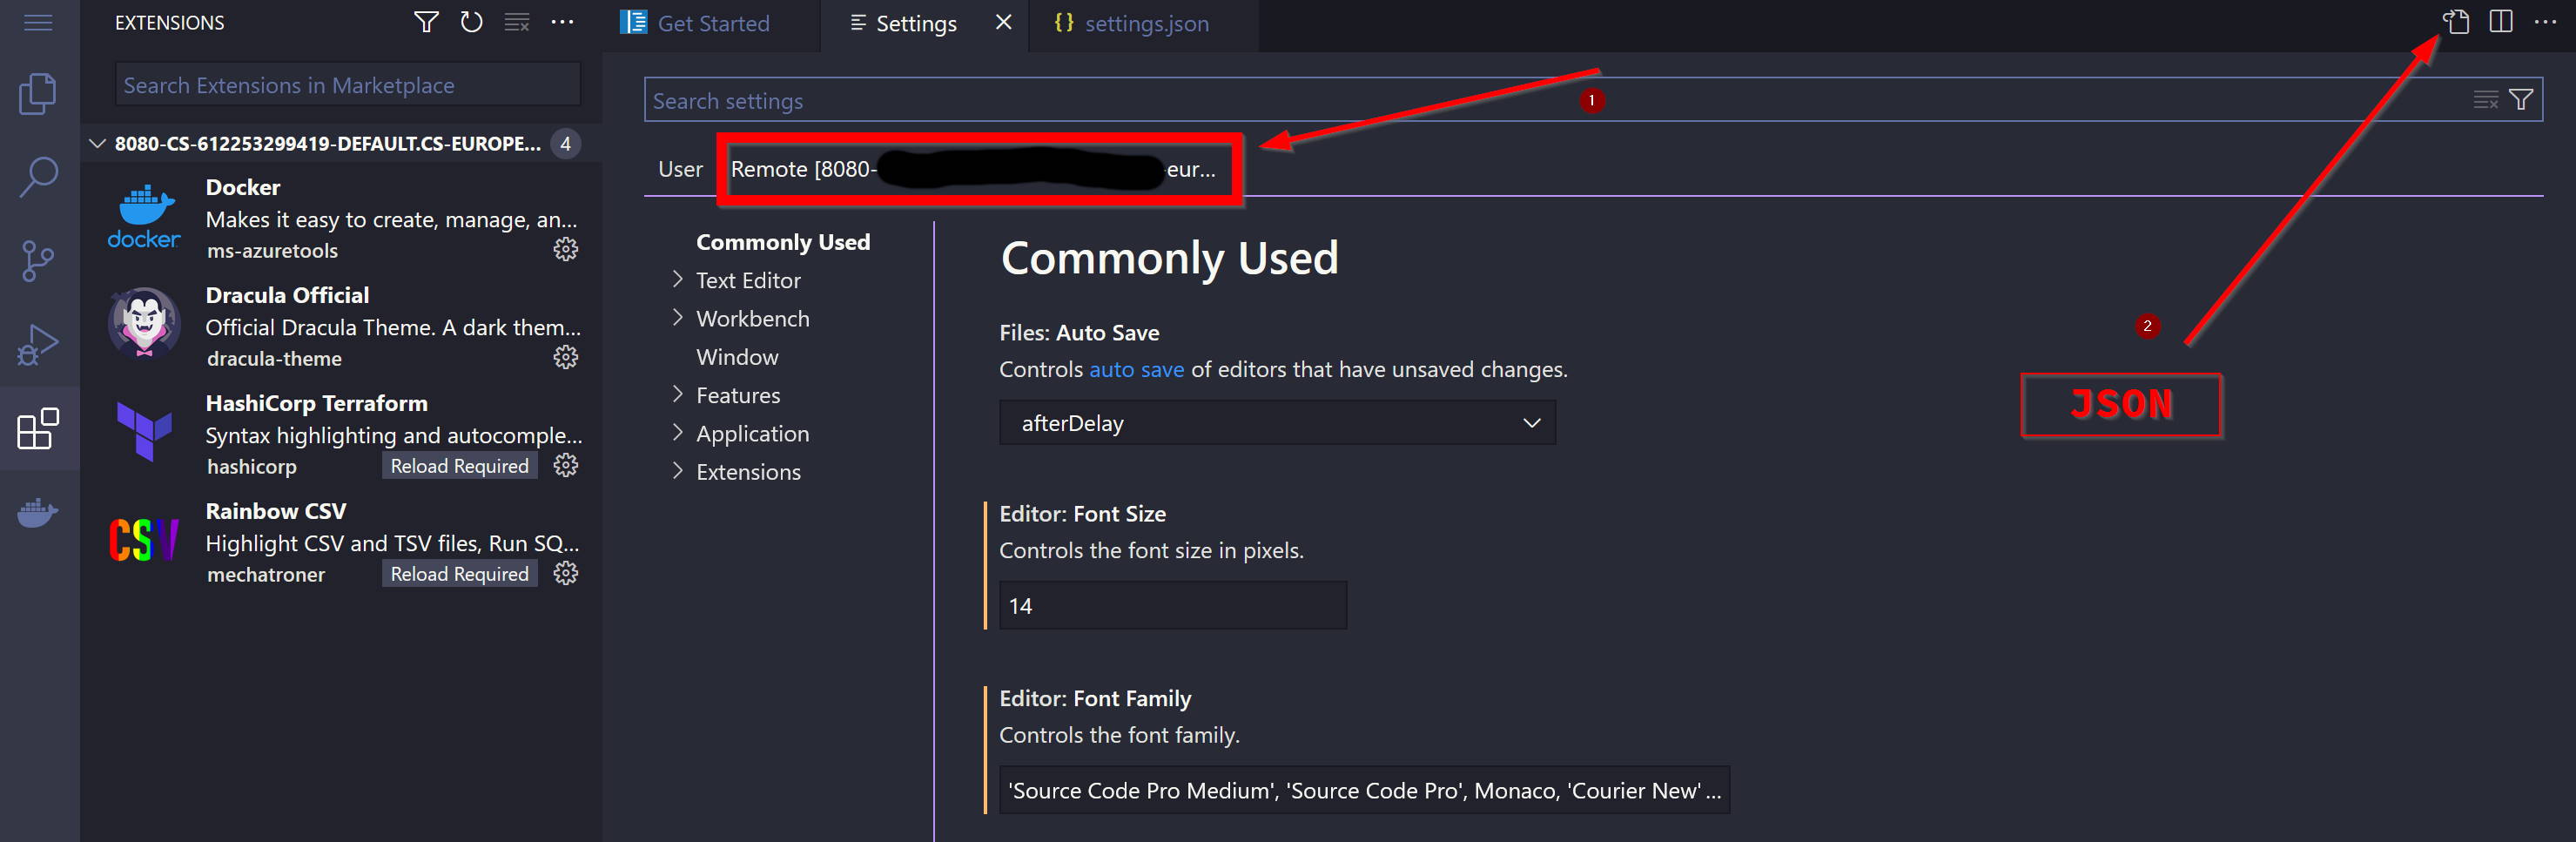 EXTENSIONS
Search Extensions in Marketplace
8080-CS-612253299419-DEFAULT.CS-EUROPE... 4
docker
Docker
Makes it easy to create, manage, an...
ms-azuretools
Dracula Official
Official Dracula Theme. A dark them...
dracula-theme
HashiCorp Terraform
Syntax highlighting and autocomple...
hashicorp Reload Required
CSV
Rainbow CSV
Highlight CSV and TSV files, Run SQ...
mechatroner Reload Required
Get Started Settings {} settings.json
Search settings
1
User Remote [8080- -eur...
Commonly Used
Text Editor
Workbench
Window
Features
Application
Extensions
Commonly Used
Files: Auto Save
Controls auto save of editors that have unsaved changes.
afterDelay
Editor: Font Size
Controls the font size in pixels.
14
Editor: Font Family
Controls the font family.
'Source Code Pro Medium', 'Source Code Pro', Monaco, 'Courier New' ...
2
JSON